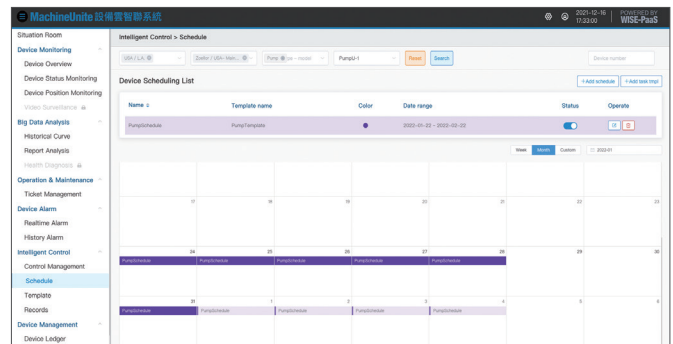 MachineUnite 設備雲智聯系統
2021-12-16
17:33:00
POWERED BY
WISE-PaaS
Situation Room
Device Monitoring
Device Overview
Device Status Monitoring
Device Position Monitoring
Video Surveillance
Big Data Analysis
Historical Curve
Report Analysis
Health Diagnosis
Operation & Maintenance
Ticket Management
Device Alarm
Realtime Alarm
History Alarm
Intelligent Control
Control Management
Schedule
Template
Records
Device Management
Device Ledger
Intelligent Control > Schedule
USA / L.A.
Pump
PumpU-1
Reset
Search
Device number
Device Scheduling List
+Add schedule
+Add task tmpl
Name
Template name
Color
Date range
Status
Operate
PumpSchedule
PumpTemplate
2022-01-22 - 2022-02-22
Week
Month
Custom
2022-01
17 18 19 20 21 22 23
24 25 26 27 28 29 30
PumpSchedule PumpSchedule PumpSchedule PumpSchedule PumpSchedule
31 1 2 3 4 5 6
PumpSchedule PumpSchedule PumpSchedule PumpSchedule PumpSchedule